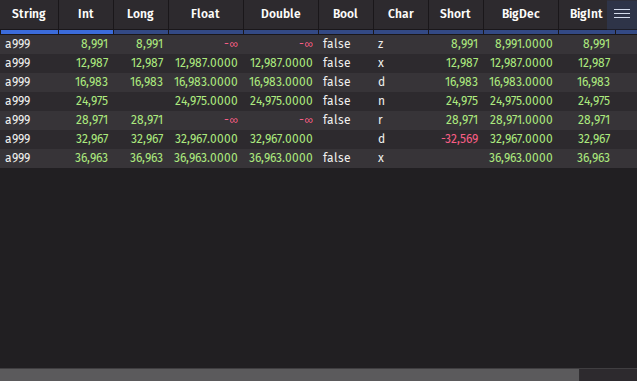 String Int Long Float Double Bool Char Short BigDec BigInt
a999 8,991 8,991 -∞ -∞ false z 8,991 8,991.0000 8,991
a999 12,987 12,987 12,987.0000 12,987.0000 false x 12,987 12,987.0000 12,987
a999 16,983 16,983 16,983.0000 16,983.0000 false d 16,983 16,983.0000 16,983
a999 24,975 24,975.0000 24,975.0000 false n 24,975 24,975.0000 24,975
a999 28,971 28,971 -∞ -∞ false r 28,971 28,971.0000 28,971
a999 32,967 32,967 32,967.0000 32,967.0000 d -32,569 32,967.0000 32,967
a999 36,963 36,963 36,963.0000 36,963.0000 false x 36,963.0000 36,963